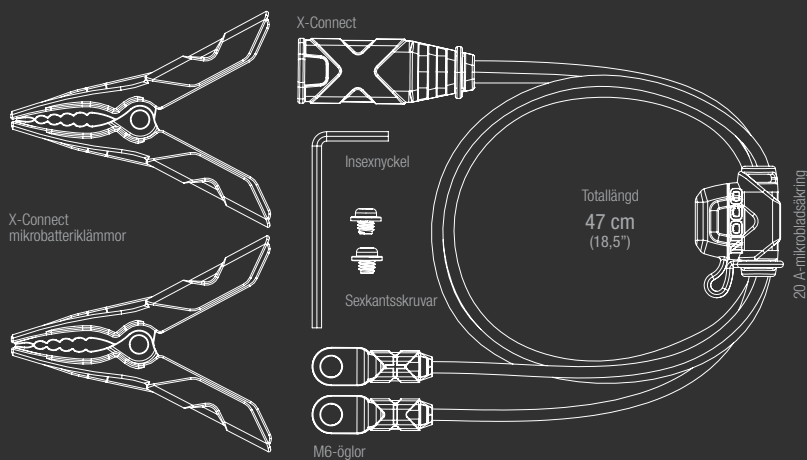 X-Connect
Insexnyckel
Totallängd
47 cm
(18,5”)
X-Connect
mikrobatteriklämmor
20 A-mikrobladsäkring
Sexkantsskruvar
M6-öglor